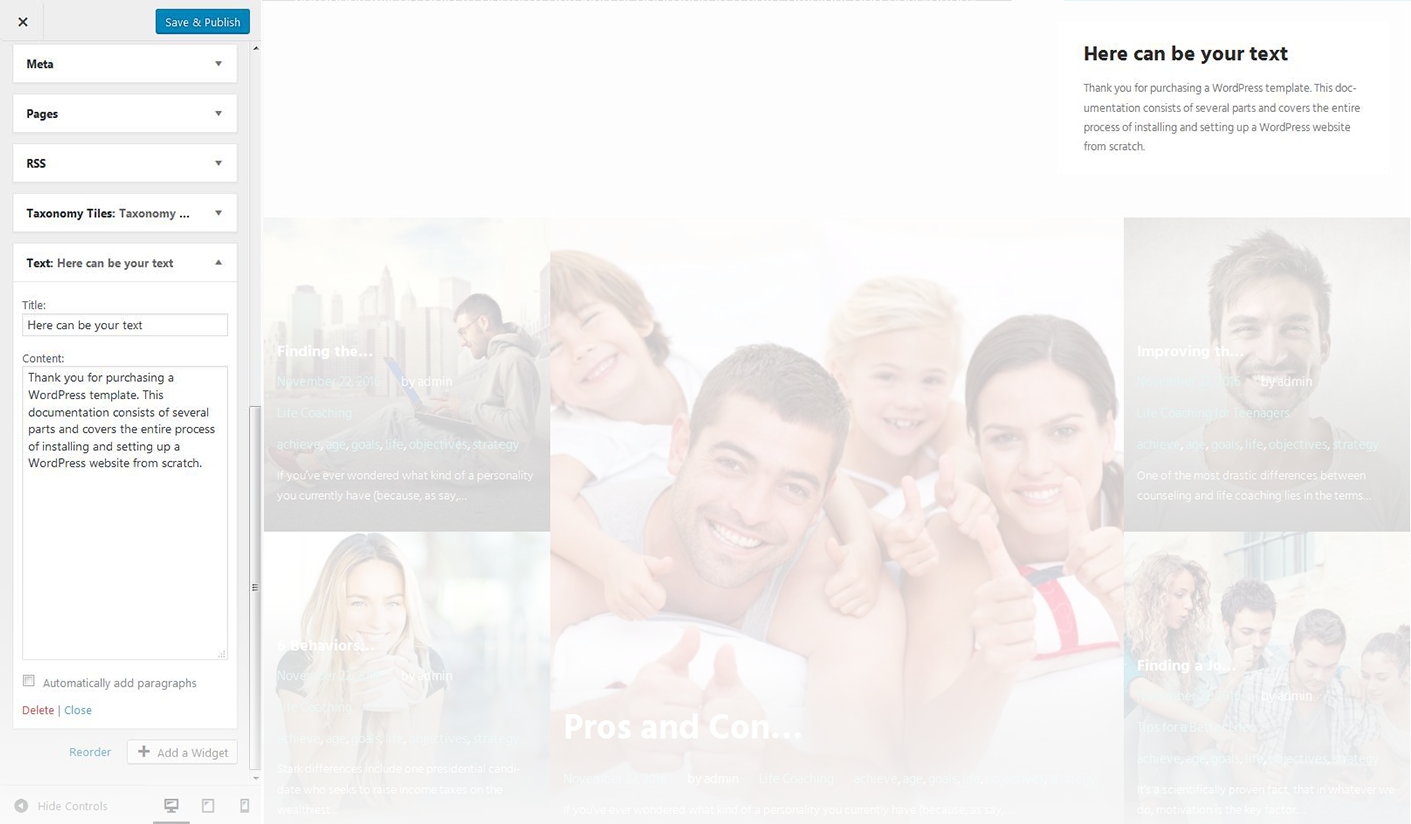 Save & Publish
Meta
Pages
RSS
Taxonomy Tiles: Taxonomy ...
Text: Here can be your text
Title:
Here can be your text
Content:
Thank you for purchasing a
WordPress template. This
documentation consists of several
parts and covers the entire process
of installing and setting up a
WordPress website from scratch.
Automatically add paragraphs
Delete | Close
Reorder
Add a Widget
Hide Controls
Here can be your text
Thank you for purchasing a WordPress template. This doc-
umentation consists of several parts and covers the entire
process of installing and setting up a WordPress website
from scratch.
Finding the...
November 22, 2016 by admin
Life Coaching
achieve, age, goals, life, objectives, strategy
If you've ever wondered what kind of a personality
you currently have (because, as say,...
6 Behaviors...
November 22, by admin
Life Coaching
achieve, age, goals, life, objectives, strategy
Stark differences include one presidential candi-
date who seeks to raise income taxes on the
wealthiest...
Pros and Con...
by admin Life Coaching achieve, age, goals, life,
If you've ever wondered what kind of a personality you currently have (because, as say,
Improving th...
by admin
Life Coaching for Teenagers
achieve, age, goals, life, objectives, strategy
One of the most drastic differences between
counseling and life coaching lies in the terms...
Finding a Jo...
by admin
Tips for a
achieve, age, goals, life, objectives, strategy
It's a scientifically proven fact, that in whatever we
do, motivation is the key factor...